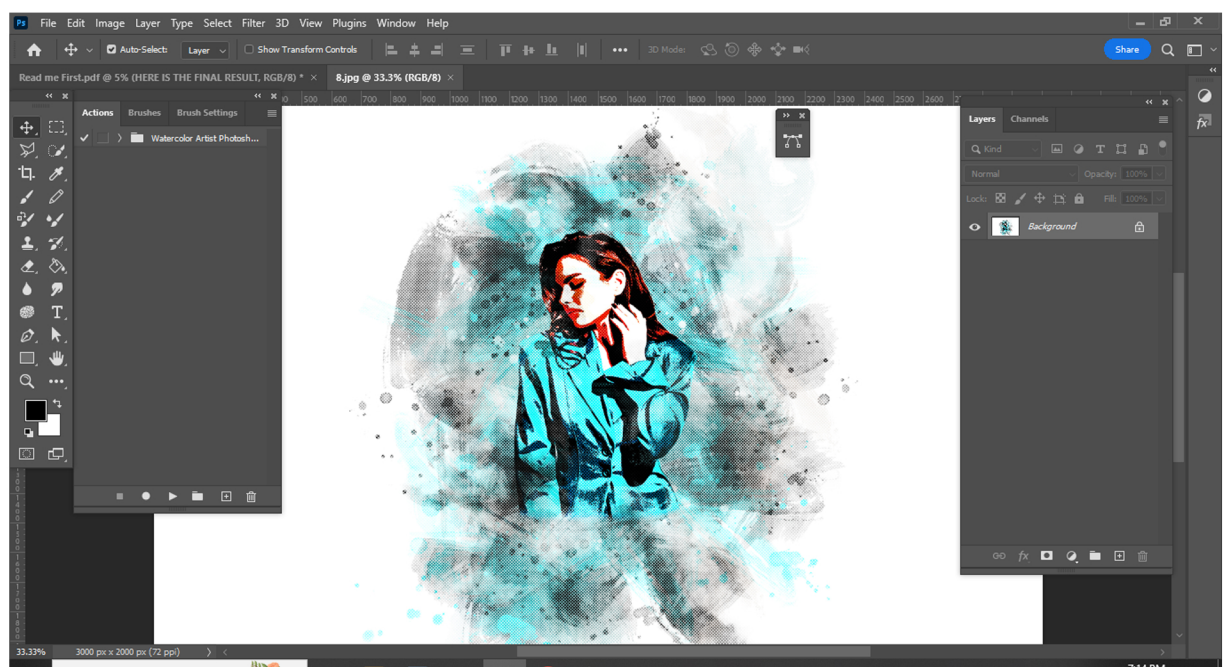 Ps File Edit Image Layer Type Select Filter 3D View Plugins Window Help
Auto-Select: Layer Show Transform Controls ••• 3D Mode: Share
Read me First.pdf @ 5% (HERE IS THE FINAL RESULT, RGB/8) * × 8.jpg @ 33.3% (RGB/8) ×
500 600 700 800 900 1000 1100 1200 1300 1400 1500 1600 1700 1800 1900 2000 2100 2200 2300 2400 2500 2600
Actions Brushes Brush Settings
Watercolor Artist Photosh...
Layers Channels
Kind
Normal Opacity: 100%
Lock: Fill: 100%
Background
fx
33.33% 3000 px x 2000 px (72 ppi)